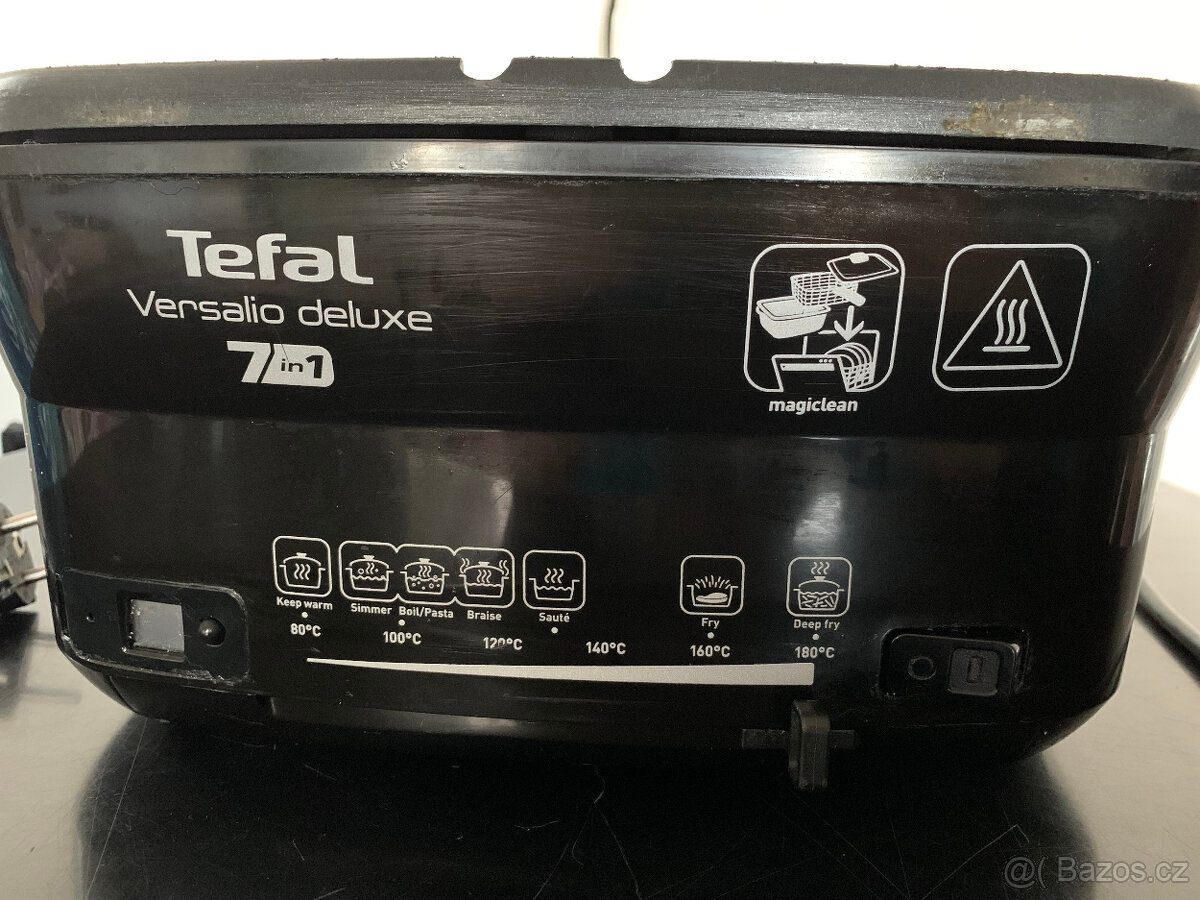 Tefal
Versalio deluxe
7 in 1
magiclean
Keep warm Simmer Boil/Pasta Braise Sauté Fry Deep fry
80°C 100°C 120°C 140°C 160°C 180°C
@( Bazos.cz